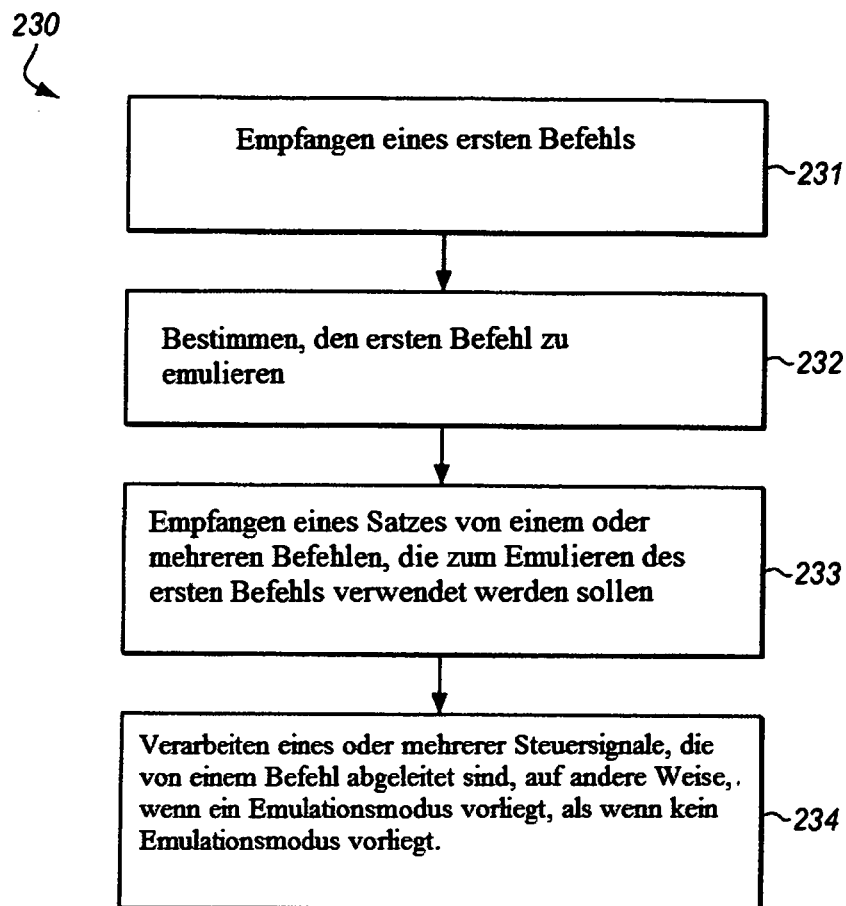 230
Empfangen eines ersten Befehls
231
Bestimmen, den ersten Befehl zu
emulieren
232
Empfangen eines Satzes von einem oder
mehreren Befehlen, die zum Emulieren des
ersten Befehls verwendet werden sollen
233
Verarbeiten eines oder mehrerer Steuersignale, die
von einem Befehl abgeleitet sind, auf andere Weise,
wenn ein Emulationsmodus vorliegt, als wenn kein
Emulationsmodus vorliegt.
234